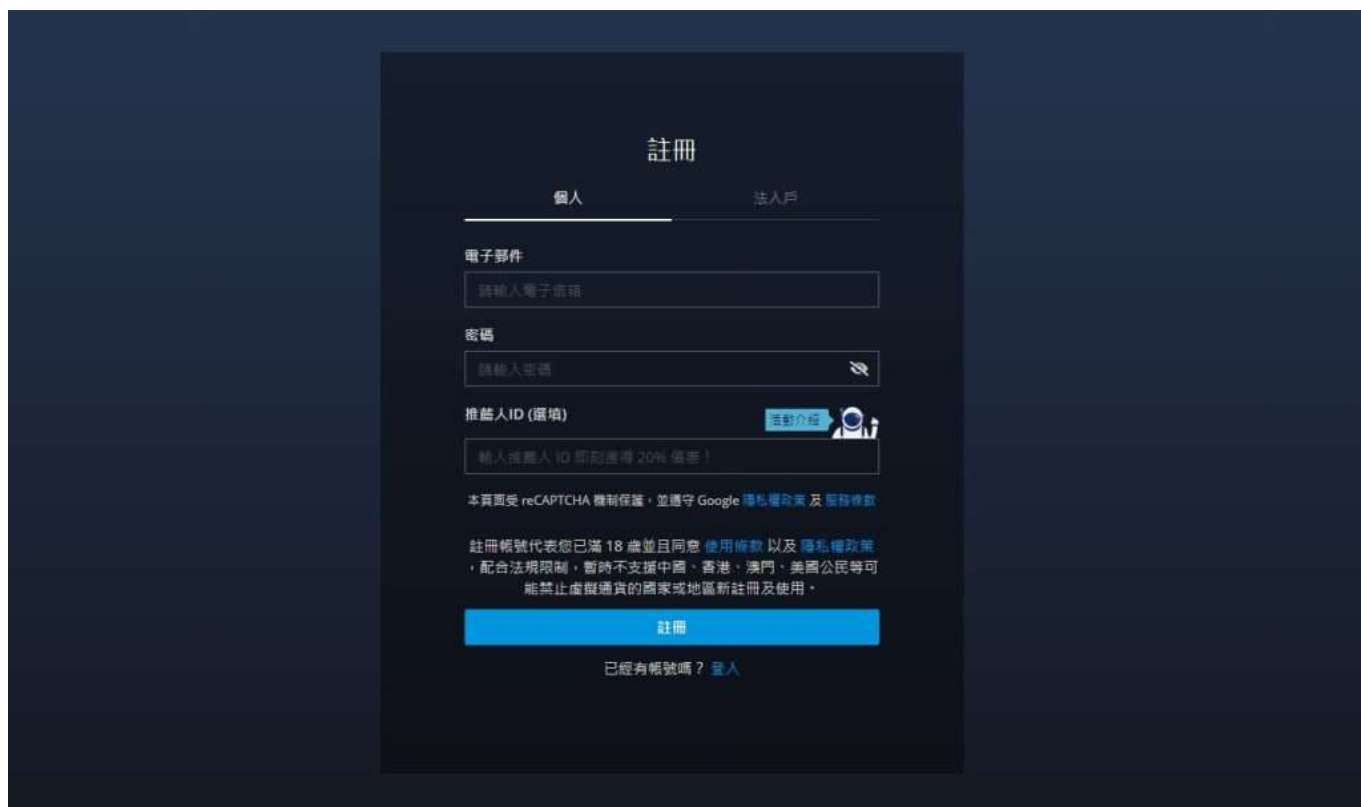 註冊
個人
法人戶
電子郵件
請輸入電子信箱
密碼
請輸入密碼
推薦人ID (選填)
活動介紹
輸入推薦人 ID 即刻獲得 20% 優惠！
本頁面受 reCAPTCHA 機制保護，並遵守 Google 隱私權政策 及 服務條款
註冊帳號代表您已滿 18 歲並且同意 使用條款 以及 隱私權政策
，配合法規限制，暫時不支援中國、香港、澳門、美國公民等可
能禁止虛擬通貨的國家或地區新註冊及使用。
註冊
已經有帳號嗎？ 登入